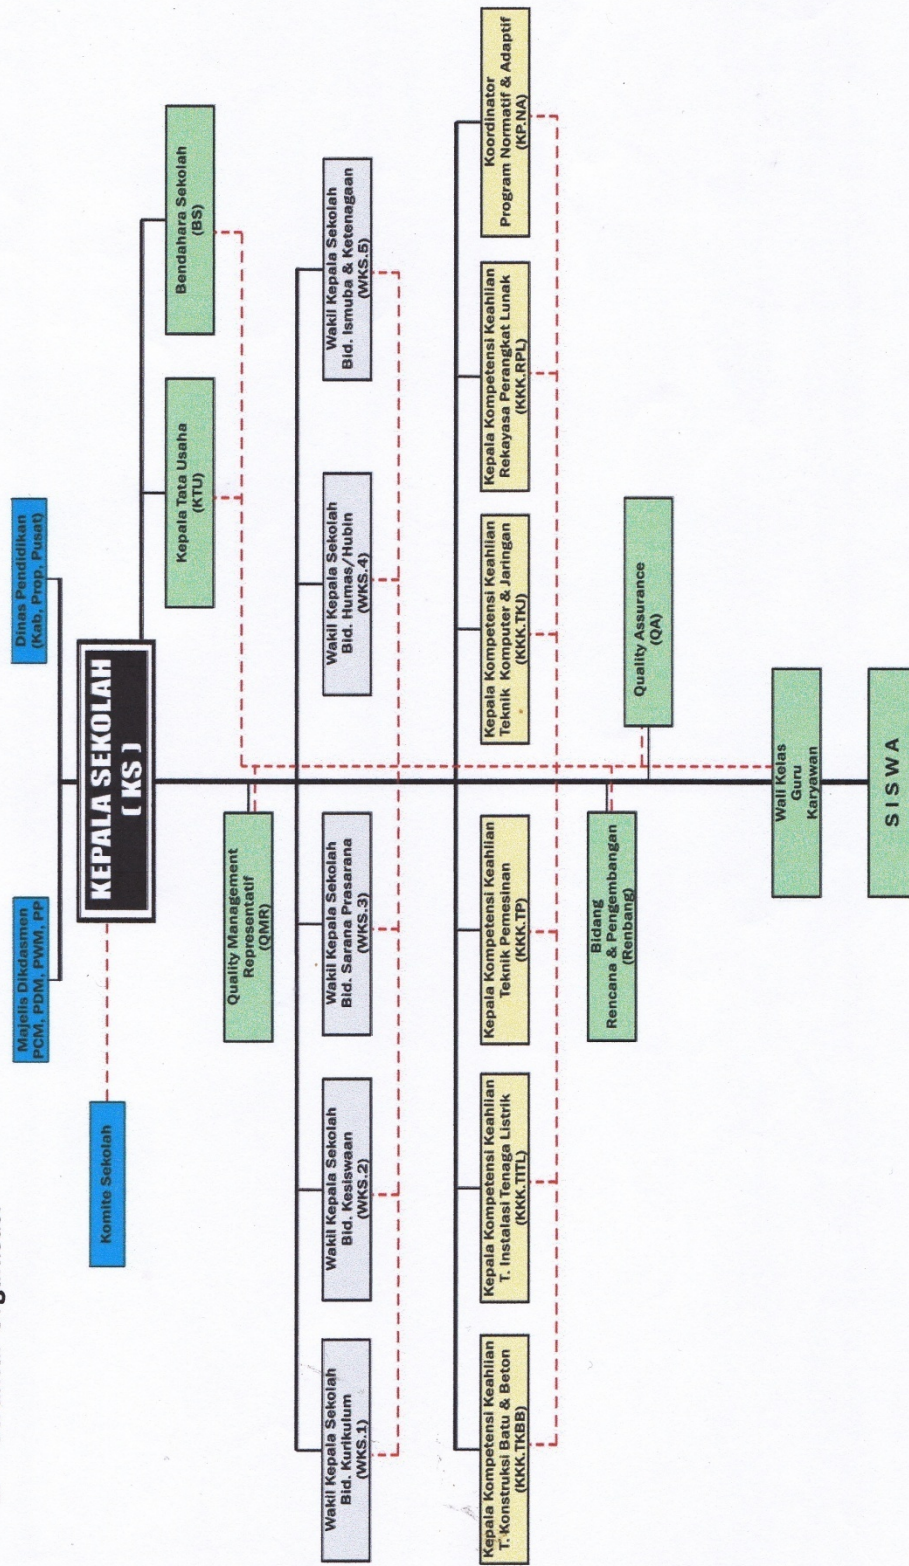 Majelis Dikdasmen
PCM, PDM, PWM, PP
Dinas Pendidikan
(Kab, Prop, Pusat)
Komite Sekolah
KEPALA SEKOLAH
( KS )
Kepala Tata Usaha
(KTU)
Bendahara Sekolah
(BS)
Quality Management
Representatif
(QMR)
Wakil Kepala Sekolah
Bid. Kurikulum
(WKS.1)
Wakil Kepala Sekolah
Bid. Kesiswaan
(WKS.2)
Wakil Kepala Sekolah
Bid. Sarana Prasarana
(WKS.3)
Wakil Kepala Sekolah
Bid. Humas/Hubin
(WKS.4)
Wakil Kepala Sekolah
Bid. Ismuba & Ketenagaan
(WKS.5)
Kepala Kompetensi Keahlian
T. Konstruksi Batu & Beton
(KKK.TKBB)
Kepala Kompetensi Keahlian
T. Instalasi Tenaga Listrik
(KKK.TITL)
Kepala Kompetensi Keahlian
Teknik Pemesinan
(KKK.TP)
Kepala Kompetensi Keahlian
Teknik Komputer & Jaringan
(KKK.TKJ)
Kepala Kompetensi Keahlian
Rekayasa Perangkat Lunak
(KKK.RPL)
Koordinator
Program Normatif & Adaptif
(KP.NA)
Bidang
Rencana & Pengembangan
(Renbang)
Quality Assurance
(QA)
Wali Kelas
Guru
Karyawan
S I S W A